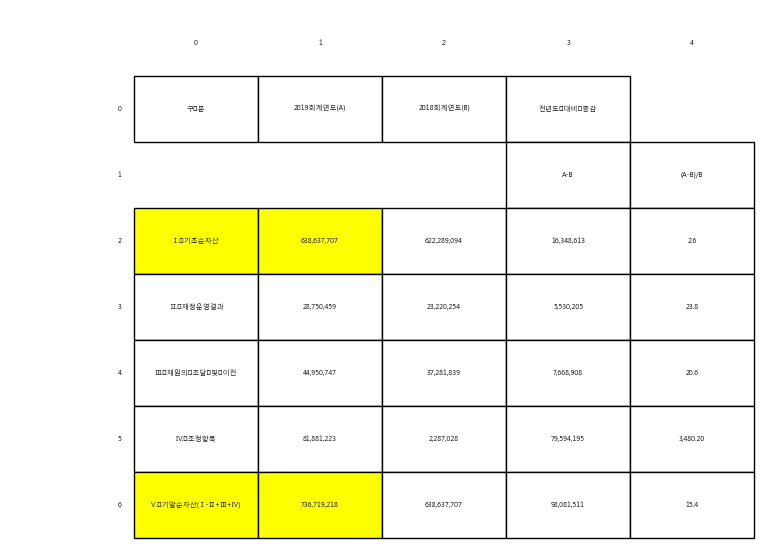 0 1 2 3 4
0 구 분 2019회계연도(A) 2018회계연도(B) 전년도 대비 증감
1 A-B (A-B)/B
2 Ⅰ. 기초순자산 638,637,707 622,289,094 16,348,613 2.6
3 Ⅱ. 재정운영결과 28,750,459 23,220,254 5,530,205 23.8
4 Ⅲ. 재원의 조달 및 이전 44,950,747 37,281,839 7,668,908 20.6
5 Ⅳ. 조정항목 81,881,223 2,287,028 79,594,195 3,480.20
6 Ⅴ. 기말순자산(Ⅰ-Ⅱ+Ⅲ+Ⅳ) 736,719,218 638,637,707 98,081,511 15.4